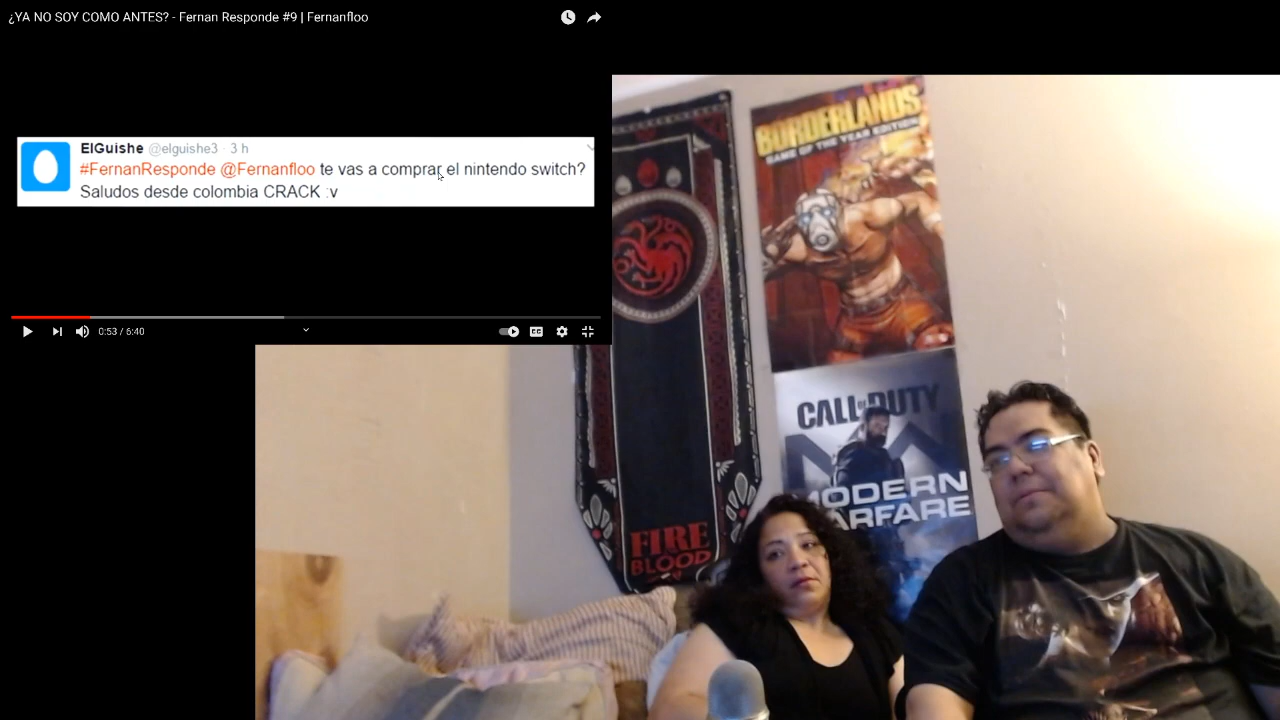 ¿YA NO SOY COMO ANTES? - Fernan Responde #9 | Fernanfloo
ElGuishe @elguishe3 · 3 h
#FernanResponde @Fernanfloo te vas a comprar el nintendo switch?
Saludos desde colombia CRACK :v
0:53 / 6:40
CC
BORDERLANDS
GAME OF THE YEAR EDITION
CALL OF DUTY
MODERN
WARFARE
FIRE
BLOOD